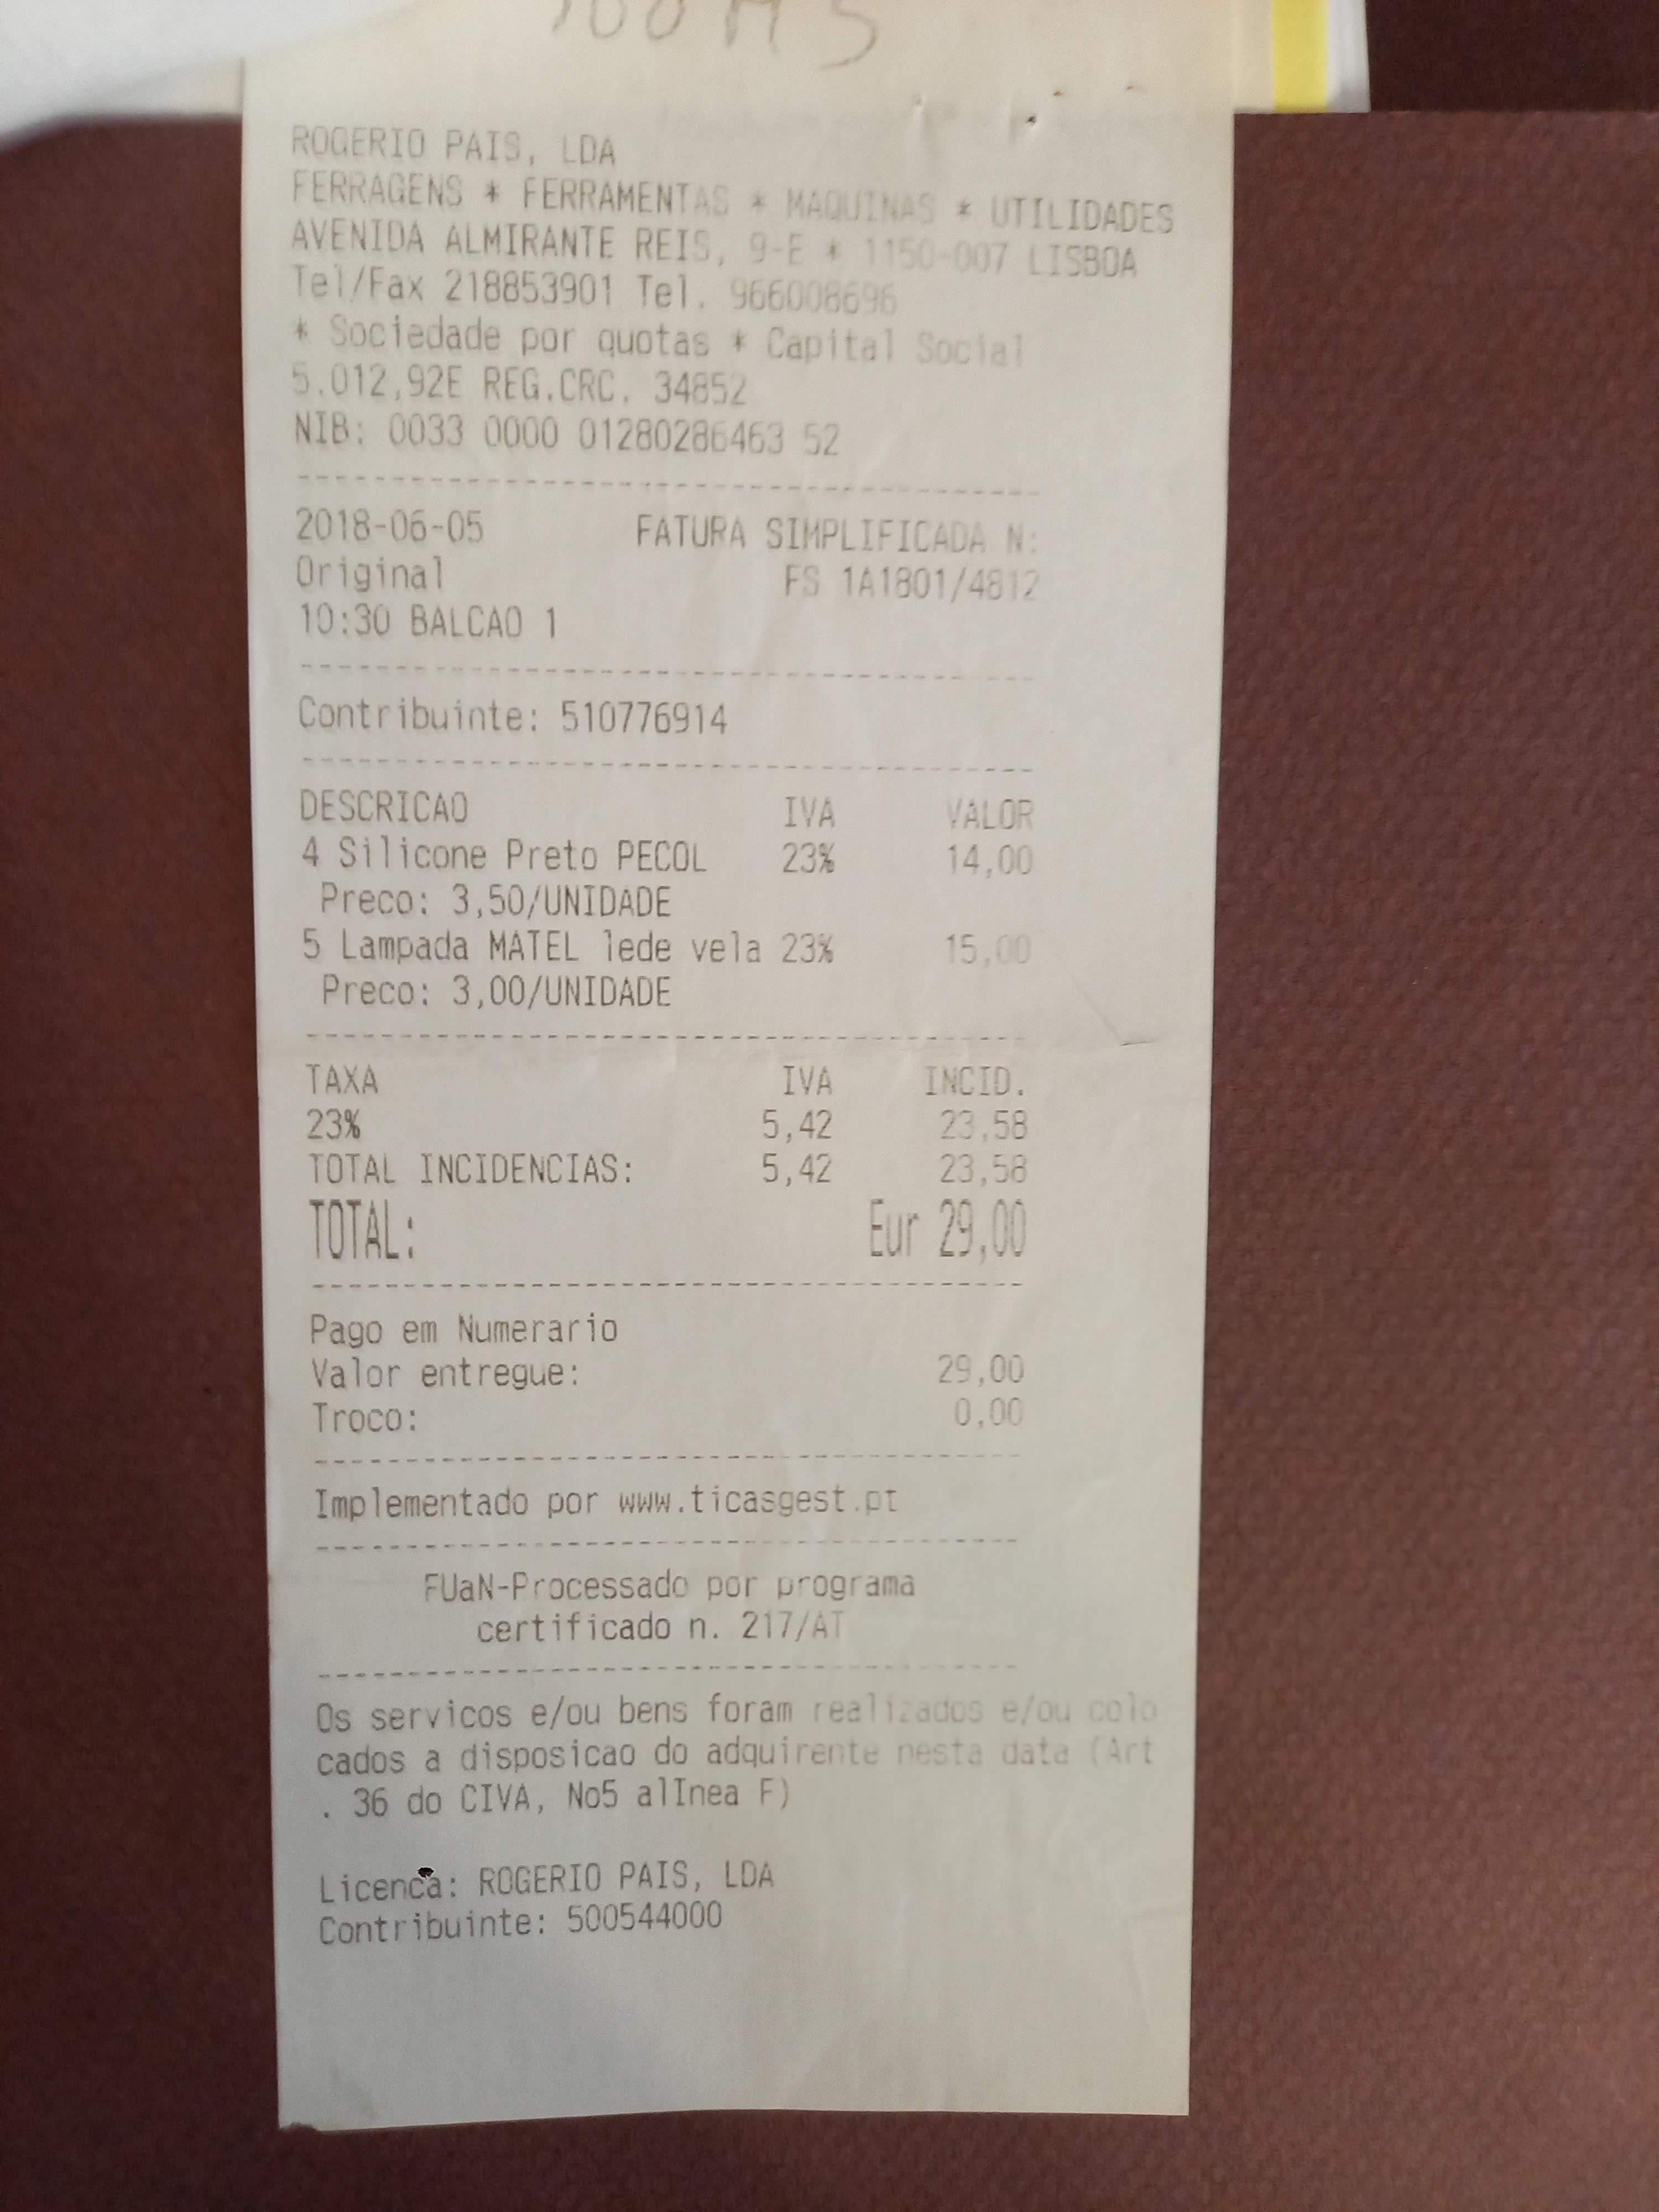 ROGERIO PAIS, LDA
FERRAGENS * FERRAMENTAS * MAQUINAS * UTILIDADES
AVENIDA ALMIRANTE REIS, 9-E * 1150-007 LISBOA
Tel/Fax 218853901 Tel. 966008696
* Sociedade por quotas * Capital Social
5.012,92E REG.CRC. 34852
NIB: 0033 0000 01280286463 52
2018-06-05 FATURA SIMPLIFICADA N:
Original FS 1A1801/4812
10:30 BALCAO 1
Contribuinte: 510776914
DESCRICAO IVA VALOR
4 Silicone Preto PECOL 23% 14,00
Preco: 3,50/UNIDADE
5 Lampada MATEL lede vela 23% 15,00
Preco: 3,00/UNIDADE
TAXA IVA INCID.
23% 5,42 23,58
TOTAL INCIDENCIAS: 5,42 23,58
TOTAL: Eur 29,00
Pago em Numerario
Valor entregue: 29,00
Troco: 0,00
Implementado por www.ticasgest.pt
FUaN-Processado por programa
certificado n. 217/AT
Os servicos e/ou bens foram realizados e/ou colo
cados a disposicao do adquirente nesta data (Art
. 36 do CIVA, No5 alInea F)
Licenca: ROGERIO PAIS, LDA
Contribuinte: 500544000